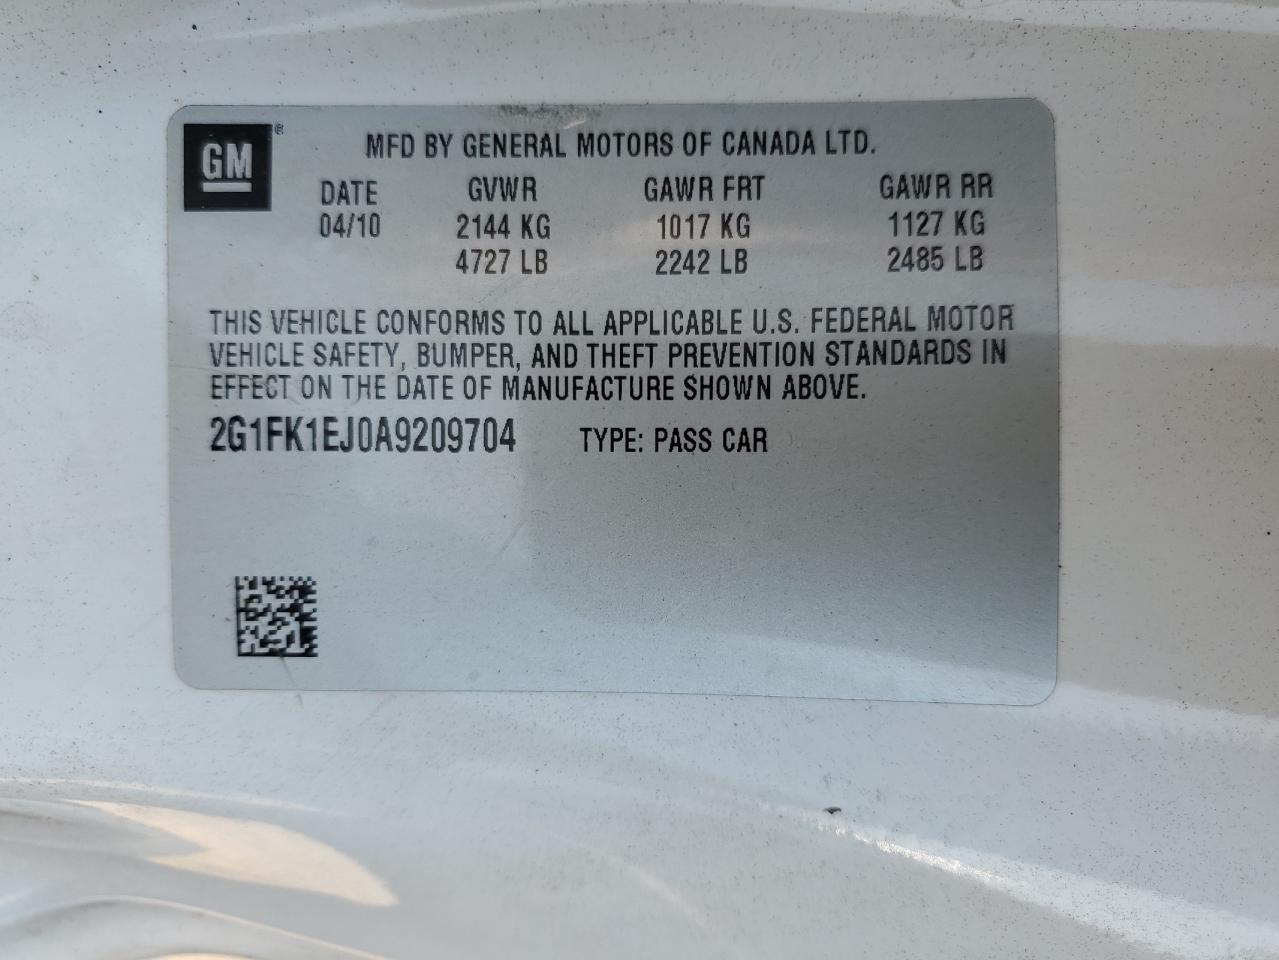 GM ®
MFD BY GENERAL MOTORS OF CANADA LTD.
DATE GVWR GAWR FRT GAWR RR
04/10 2144 KG 1017 KG 1127 KG
4727 LB 2242 LB 2485 LB
THIS VEHICLE CONFORMS TO ALL APPLICABLE U.S. FEDERAL MOTOR
VEHICLE SAFETY, BUMPER, AND THEFT PREVENTION STANDARDS IN
EFFECT ON THE DATE OF MANUFACTURE SHOWN ABOVE.
2G1FK1EJ0A9209704 TYPE: PASS CAR